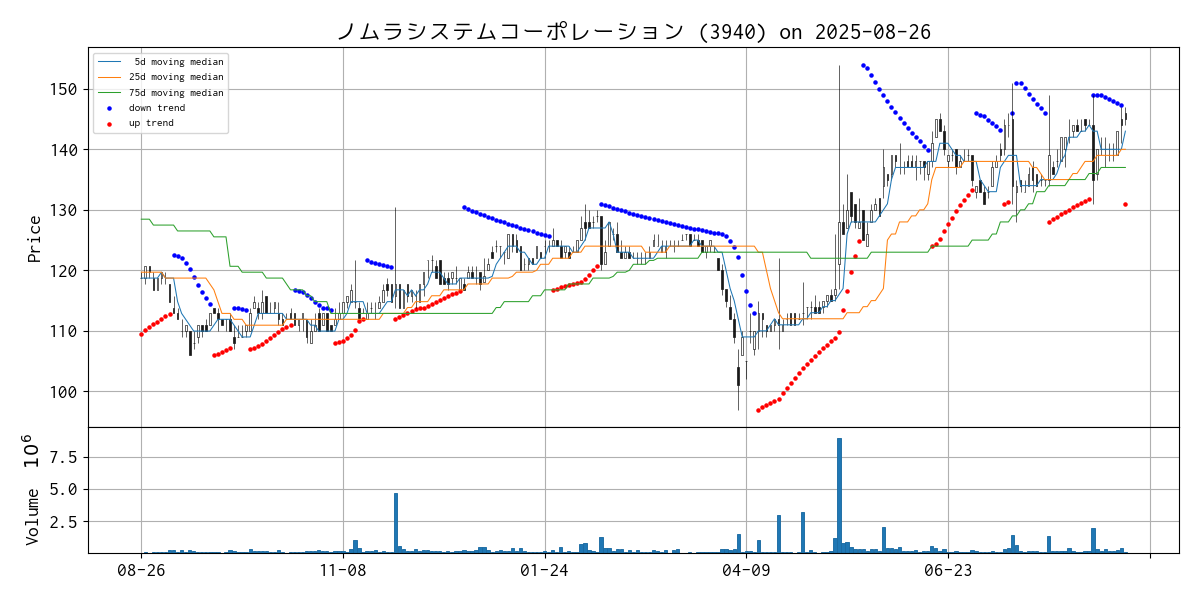 ノムラシステムコーポレーション (3940) on 2025-08-26
5d moving median
25d moving median
75d moving median
down trend
up trend
Price
150
140
130
120
110
100
Volume 10^6
7.5
5.0
2.5
08-26
11-08
01-24
04-09
06-23